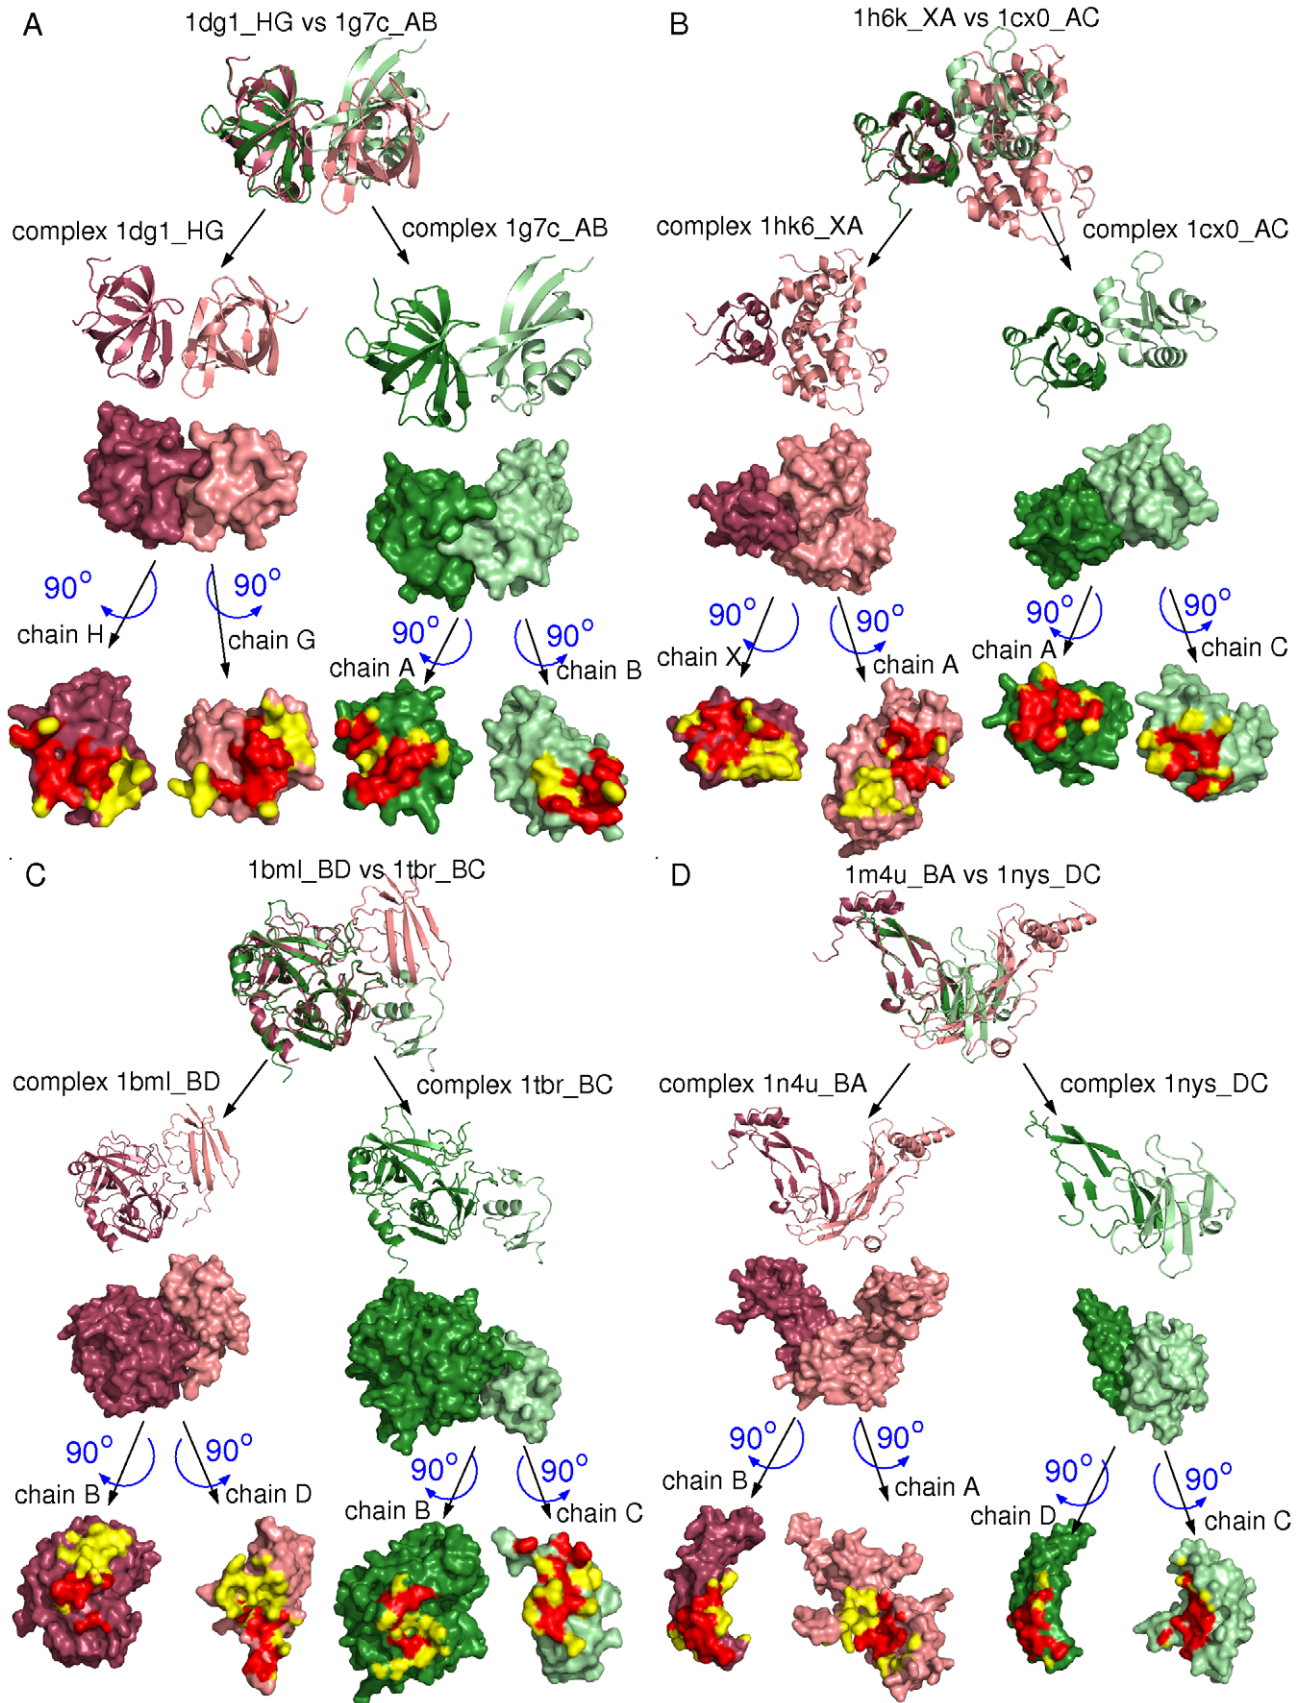 A
1dg1_HG vs 1g7c_AB
complex 1dg1_HG
complex 1g7c_AB
90°
90°
chain H
chain G
90°
90°
chain A
chain B
B
1h6k_XA vs 1cx0_AC
complex 1hk6_XA
complex 1cx0_AC
90°
90°
chain X
chain A
90°
90°
chain A
chain C
C
1bml_BD vs 1tbr_BC
complex 1bml_BD
complex 1tbr_BC
90°
90°
chain B
chain D
90°
90°
chain B
chain C
D
1m4u_BA vs 1nys_DC
complex 1n4u_BA
complex 1nys_DC
90°
90°
chain B
chain A
90°
90°
chain D
chain C